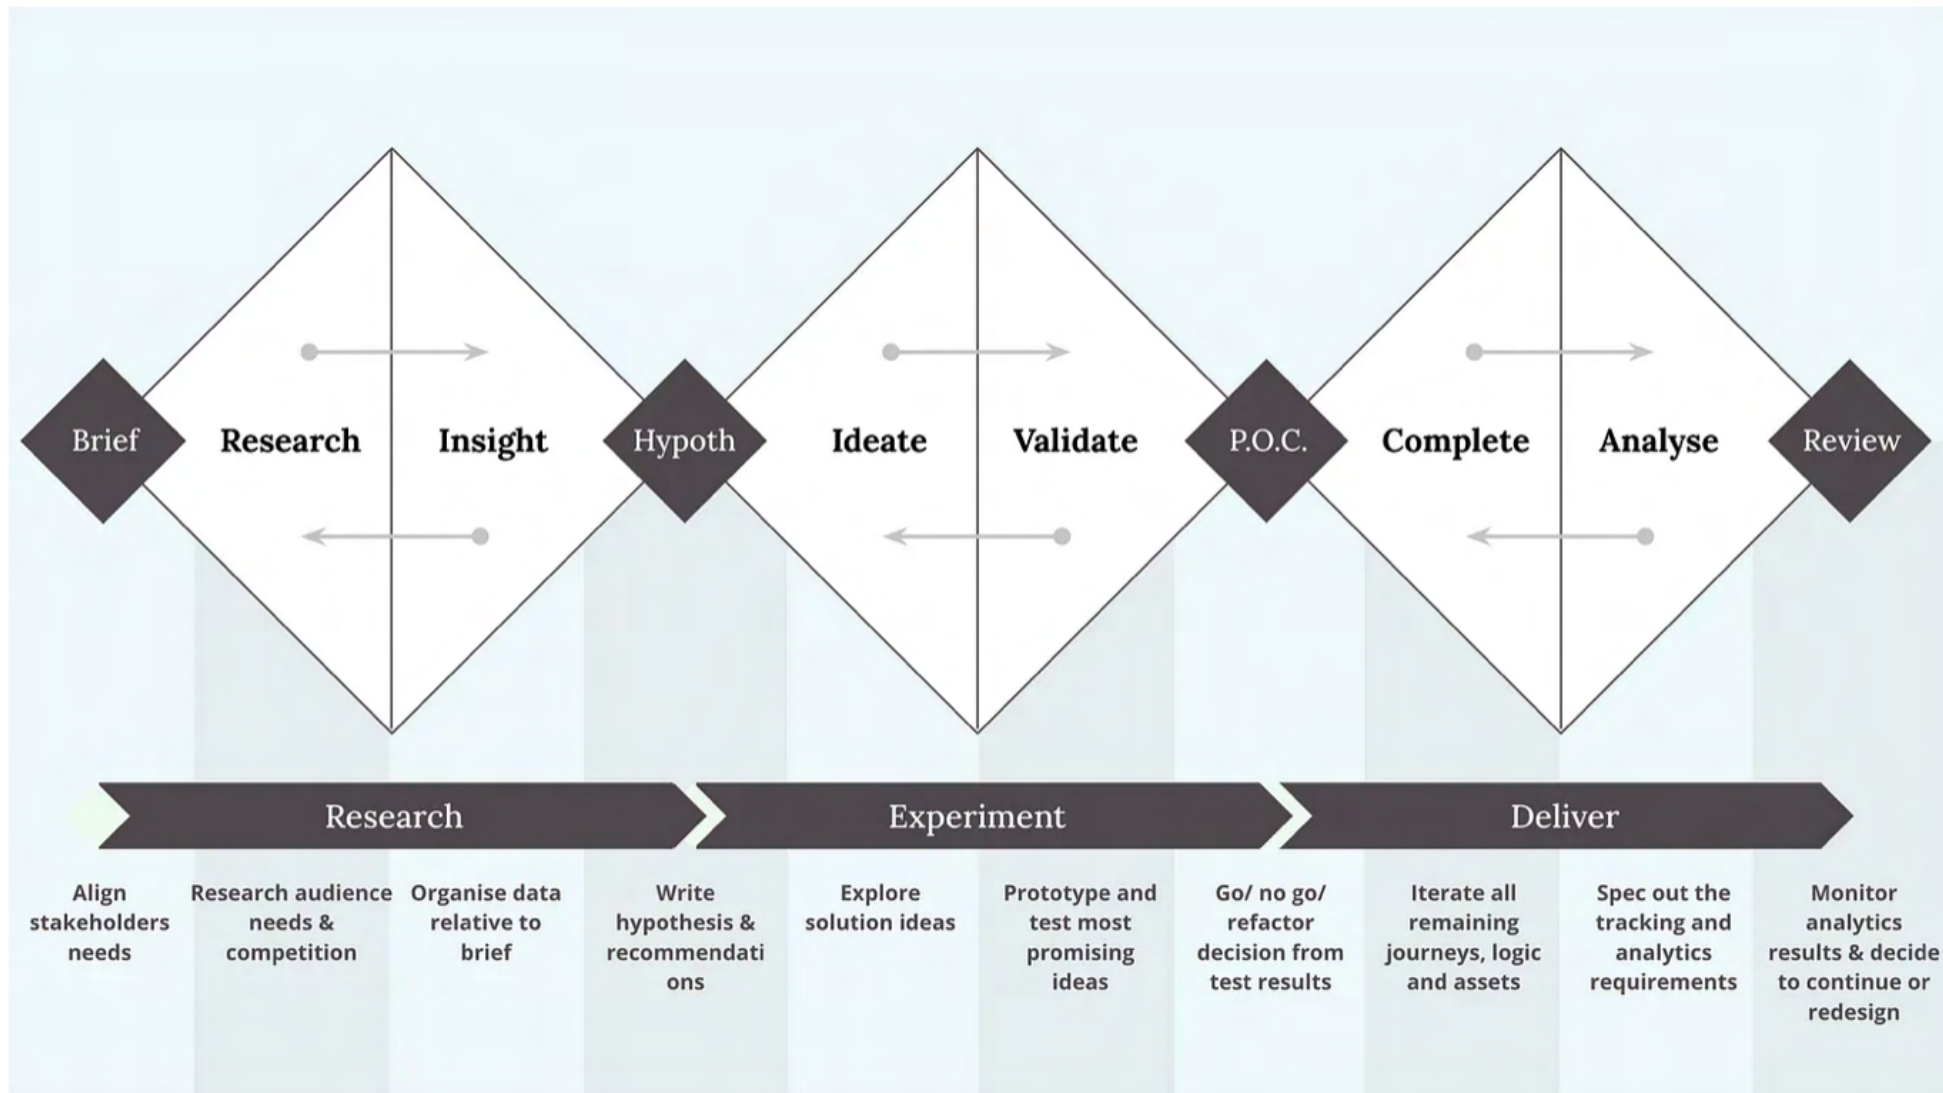 Brief
Research
Insight
Hypoth
Ideate
Validate
P.O.C.
Complete
Analyse
Review
Research
Experiment
Deliver
Align
stakeholders
needs
Research audience
needs &
competition
Organise data
relative to
brief
Write
hypothesis &
recommendati
ons
Explore
solution ideas
Prototype and
test most
promising
ideas
Go/ no go/
refactor
decision from
test results
Iterate all
remaining
journeys, logic
and assets
Spec out the
tracking and
analytics
requirements
Monitor
analytics
results & decide
to continue or
redesign